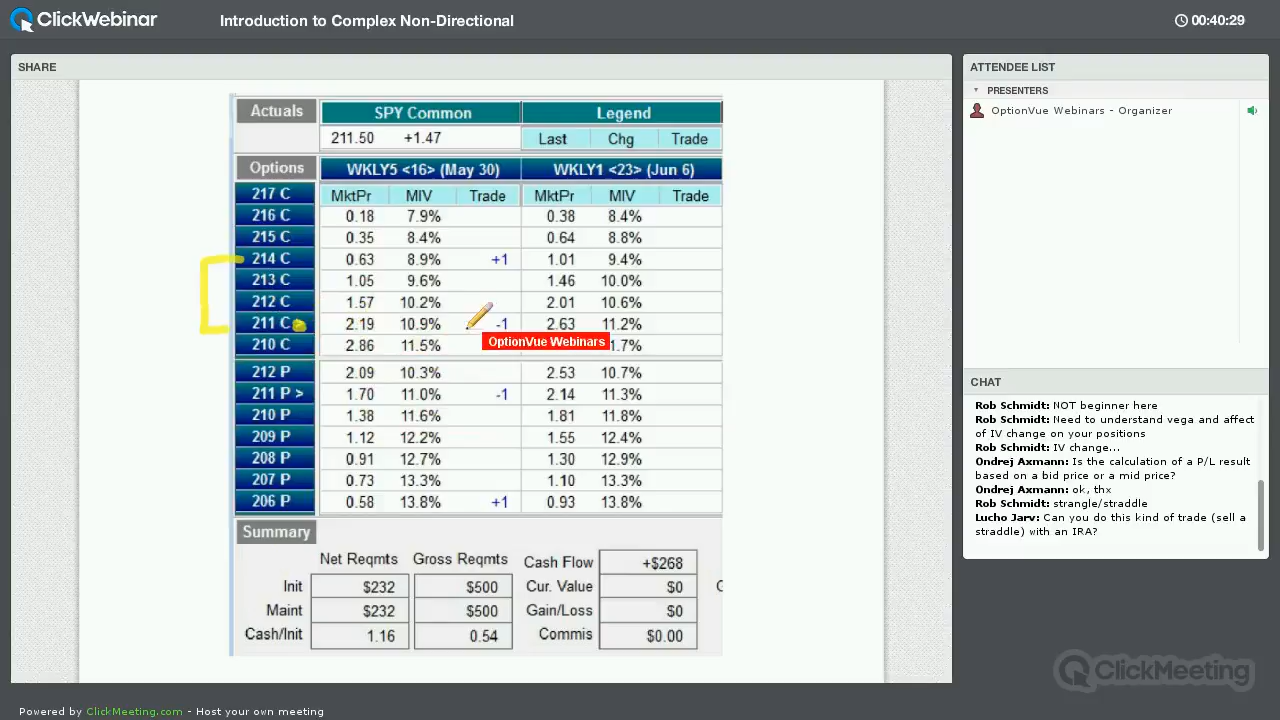 ClickWebinar
Introduction to Complex Non-Directional
00:40:29
SHARE
Actuals SPY Common Legend
211.50 +1.47 Last Chg Trade
Options WKLY5 <16> (May 30) WKLY1 <23> (Jun 6)
217 C MktPr MIV Trade MktPr MIV Trade
216 C 0.18 7.9% 0.38 8.4%
215 C 0.35 8.4% 0.64 8.8%
214 C 0.63 8.9% +1 1.01 9.4%
213 C 1.05 9.6% 1.46 10.0%
212 C 1.57 10.2% 2.01 10.6%
211 C 2.19 10.9% -1 2.63 11.2%
OptionVue Webinars
210 C 2.86 11.5% 1.7%
212 P 2.09 10.3% 2.53 10.7%
211 P > 1.70 11.0% -1 2.14 11.3%
210 P 1.38 11.6% 1.81 11.8%
209 P 1.12 12.2% 1.55 12.4%
208 P 0.91 12.7% 1.30 12.9%
207 P 0.73 13.3% 1.10 13.3%
206 P 0.58 13.8% +1 0.93 13.8%
Summary
Net Reqmts Gross Reqmts Cash Flow +$268
Init $232 $500 Cur. Value $0
Maint $232 $500 Gain/Loss $0
Cash/Init 1.16 0.54 Commis $0.00
ATTENDEE LIST
PRESENTERS
OptionVue Webinars - Organizer
CHAT
Rob Schmidt: NOT beginner here
Rob Schmidt: Need to understand vega and affect
of IV change on your positions
Rob Schmidt: IV change...
Ondrej Axmann: Is the calculation of a P/L result
based on a bid price or a mid price?
Ondrej Axmann: ok, thx
Rob Schmidt: strangle/straddle
Lucho Jarv: Can you do this kind of trade (sell a
straddle) with an IRA?
ClickMeeting
Powered by ClickMeeting.com - Host your own meeting